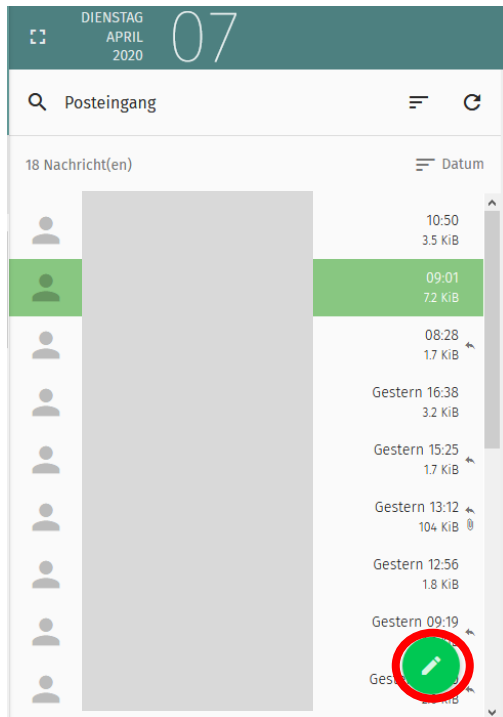 DIENSTAG
APRIL
2020
07
Posteingang
18 Nachricht(en)
Datum
10:50
3.5 KiB
09:01
7.2 KiB
08:28
1.7 KiB
Gestern 16:38
3.2 KiB
Gestern 15:25
1.7 KiB
Gestern 13:12
104 KiB
Gestern 12:56
1.8 KiB
Gestern 09:19